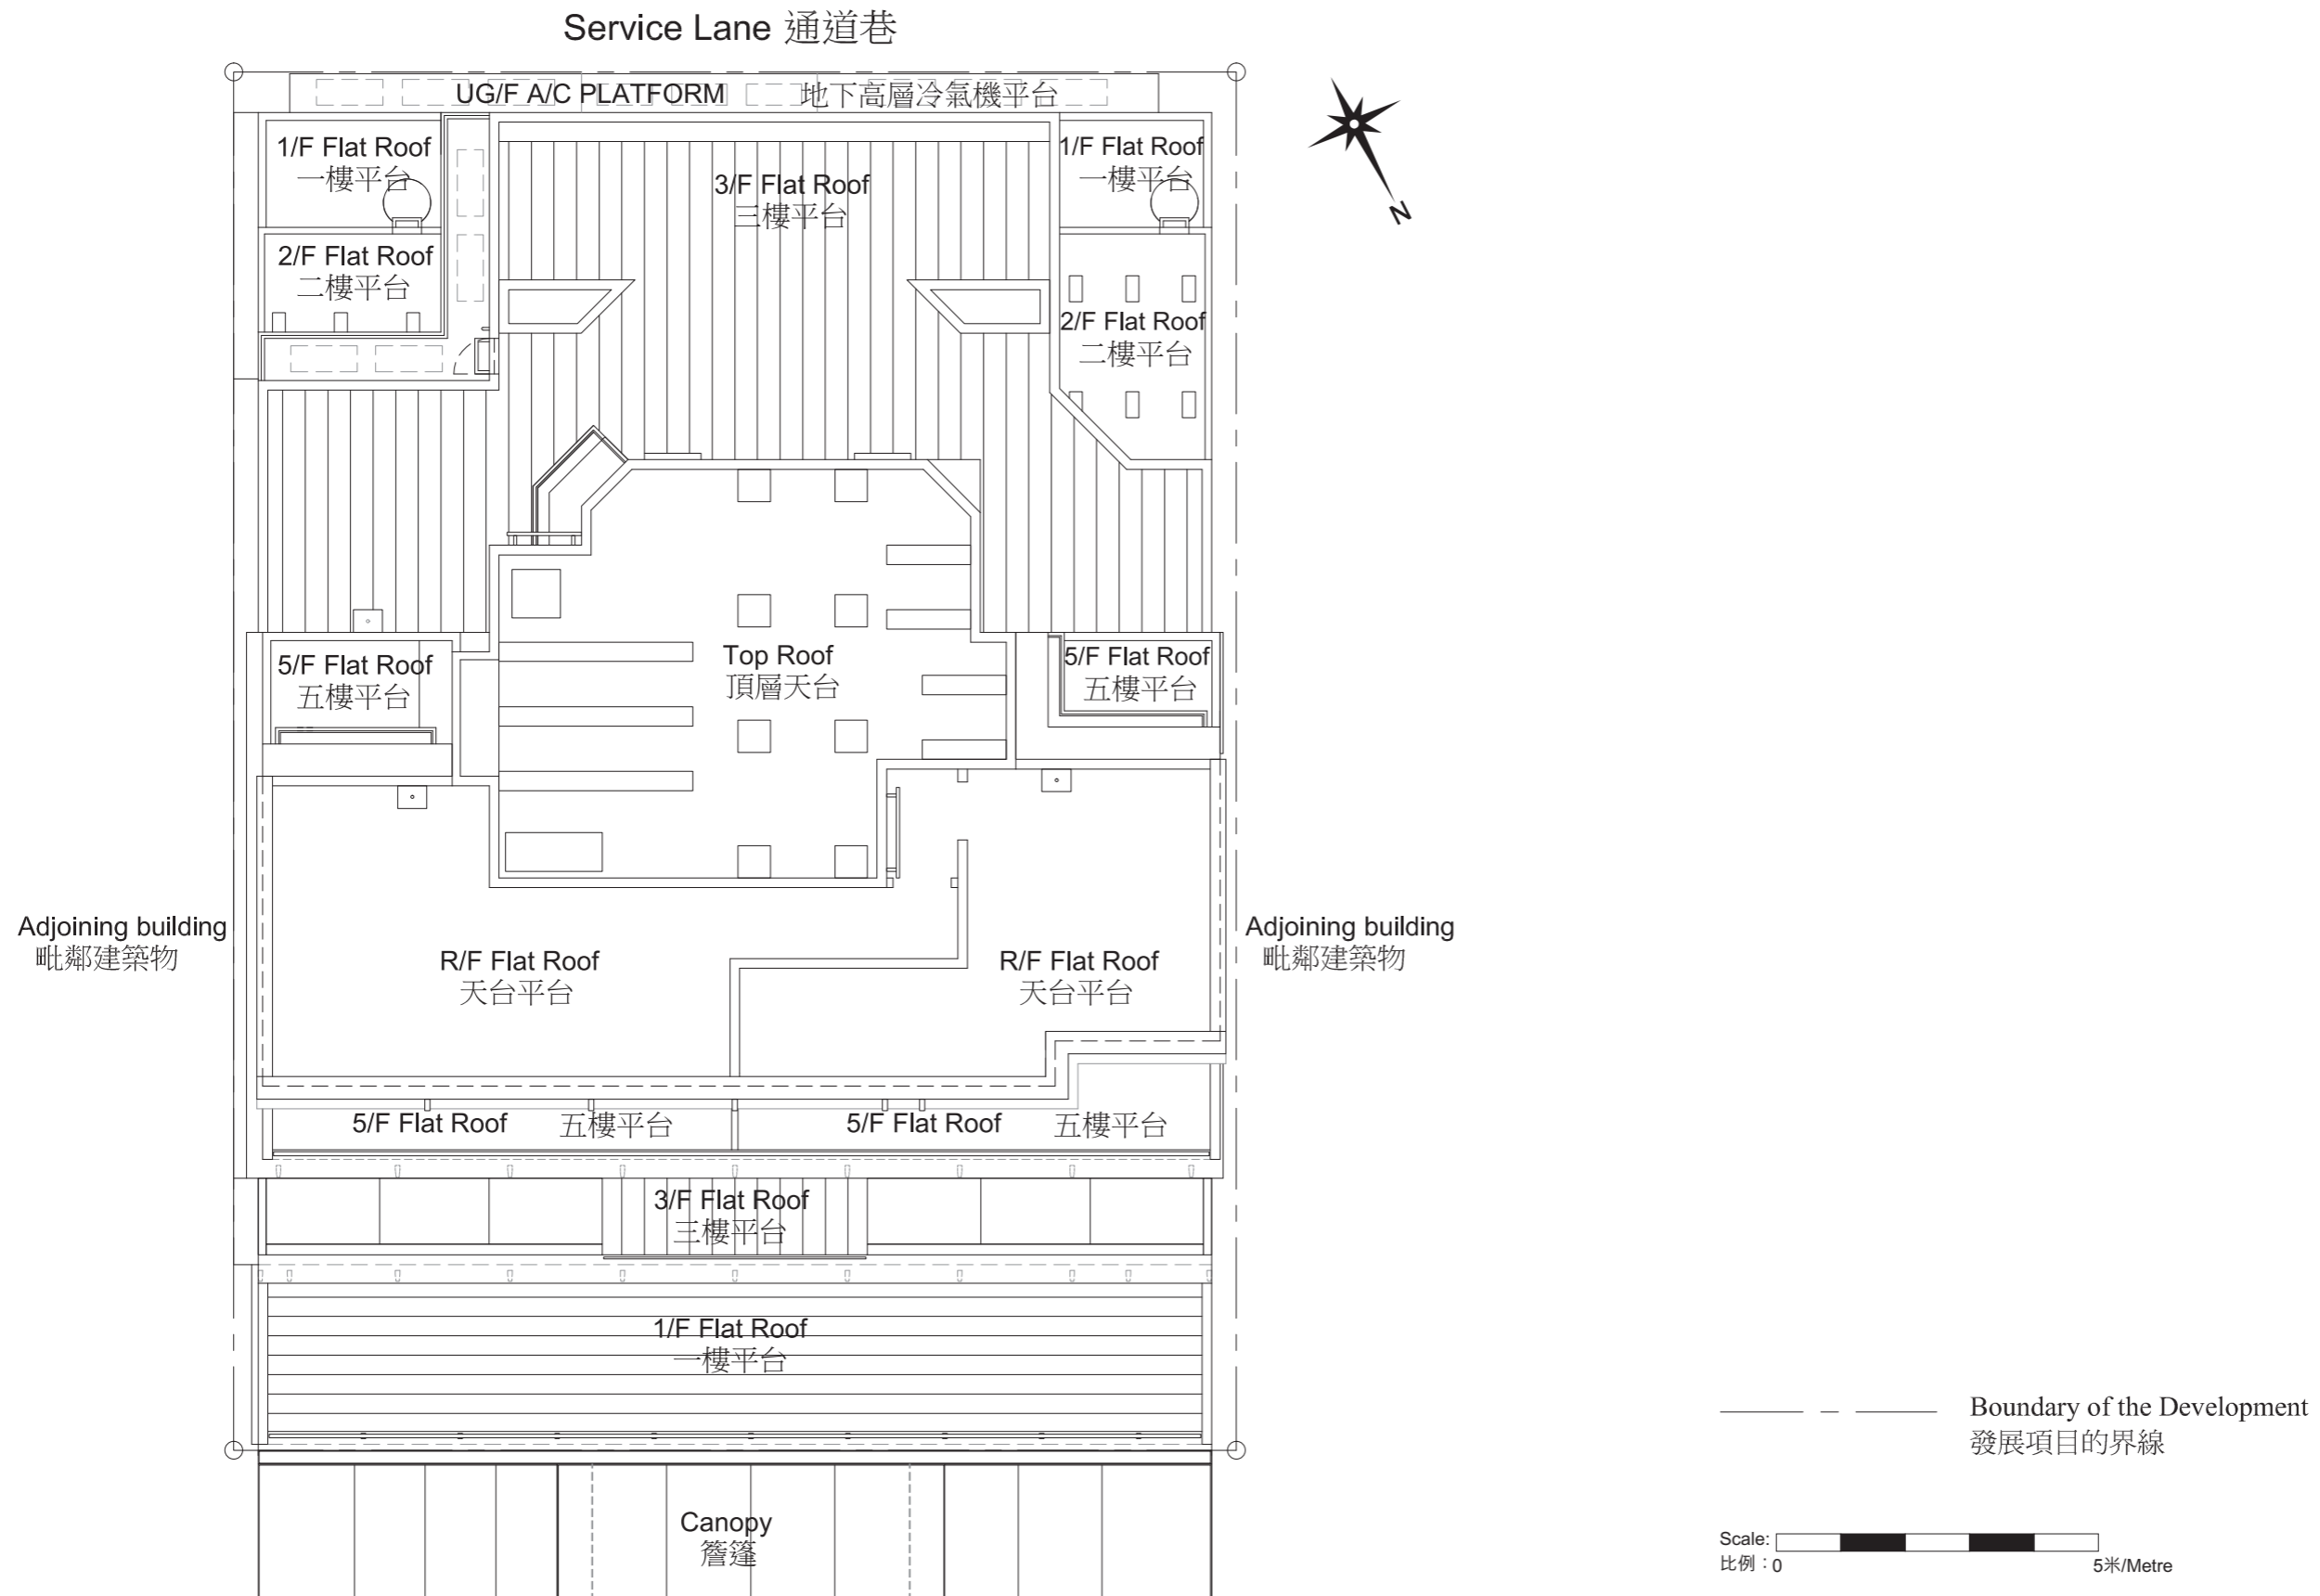 Service Lane 通道巷
UG/F A/C PLATFORM 地下高層冷氣機平台
1/F Flat Roof
一樓平台
1/F Flat Roof
一樓平台
3/F Flat Roof
三樓平台
N
2/F Flat Roof
二樓平台
2/F Flat Roof
二樓平台
5/F Flat Roof
五樓平台
Top Roof
頂層天台
5/F Flat Roof
五樓平台
Adjoining building
毗鄰建築物
Adjoining building
毗鄰建築物
R/F Flat Roof
天台平台
R/F Flat Roof
天台平台
5/F Flat Roof 五樓平台
5/F Flat Roof 五樓平台
3/F Flat Roof
三樓平台
1/F Flat Roof
一樓平台
Canopy
簷篷
Boundary of the Development
發展項目的界線
Scale:
比例：0 5米/Metre